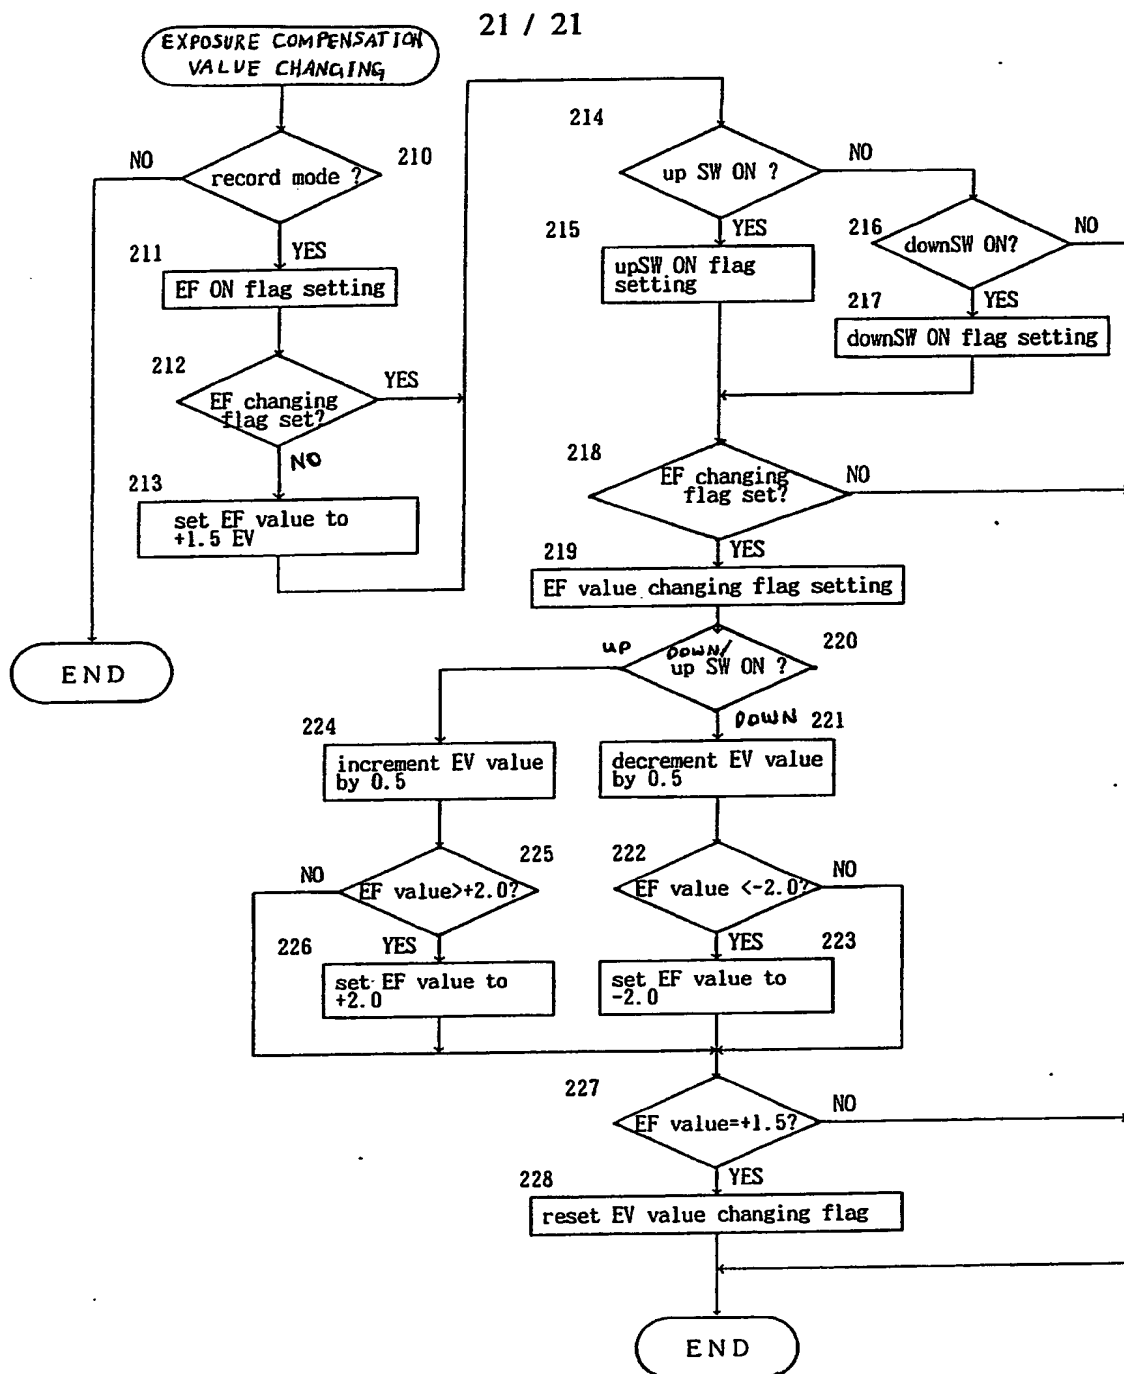 21 / 21
EXPOSURE COMPENSATION
VALUE CHANGING
210
NO
record mode ?
YES
211
EF ON flag setting
212
YES
EF changing
flag set?
NO
213
set EF value to
+1.5 EV
END
214
NO
up SW ON ?
215
YES
upSW ON flag
setting
216
NO
downSW ON?
217
YES
downSW ON flag setting
218
NO
EF changing
flag set?
219
YES
EF value changing flag setting
220
UP
DOWN/
up SW ON ?
DOWN
224
increment EV value
by 0.5
221
decrement EV value
by 0.5
225
NO
EF value>+2.0?
226
YES
set EF value to
+2.0
222
NO
EF value <-2.0?
YES
223
set EF value to
-2.0
227
NO
EF value=+1.5?
228
YES
reset EV value changing flag
END